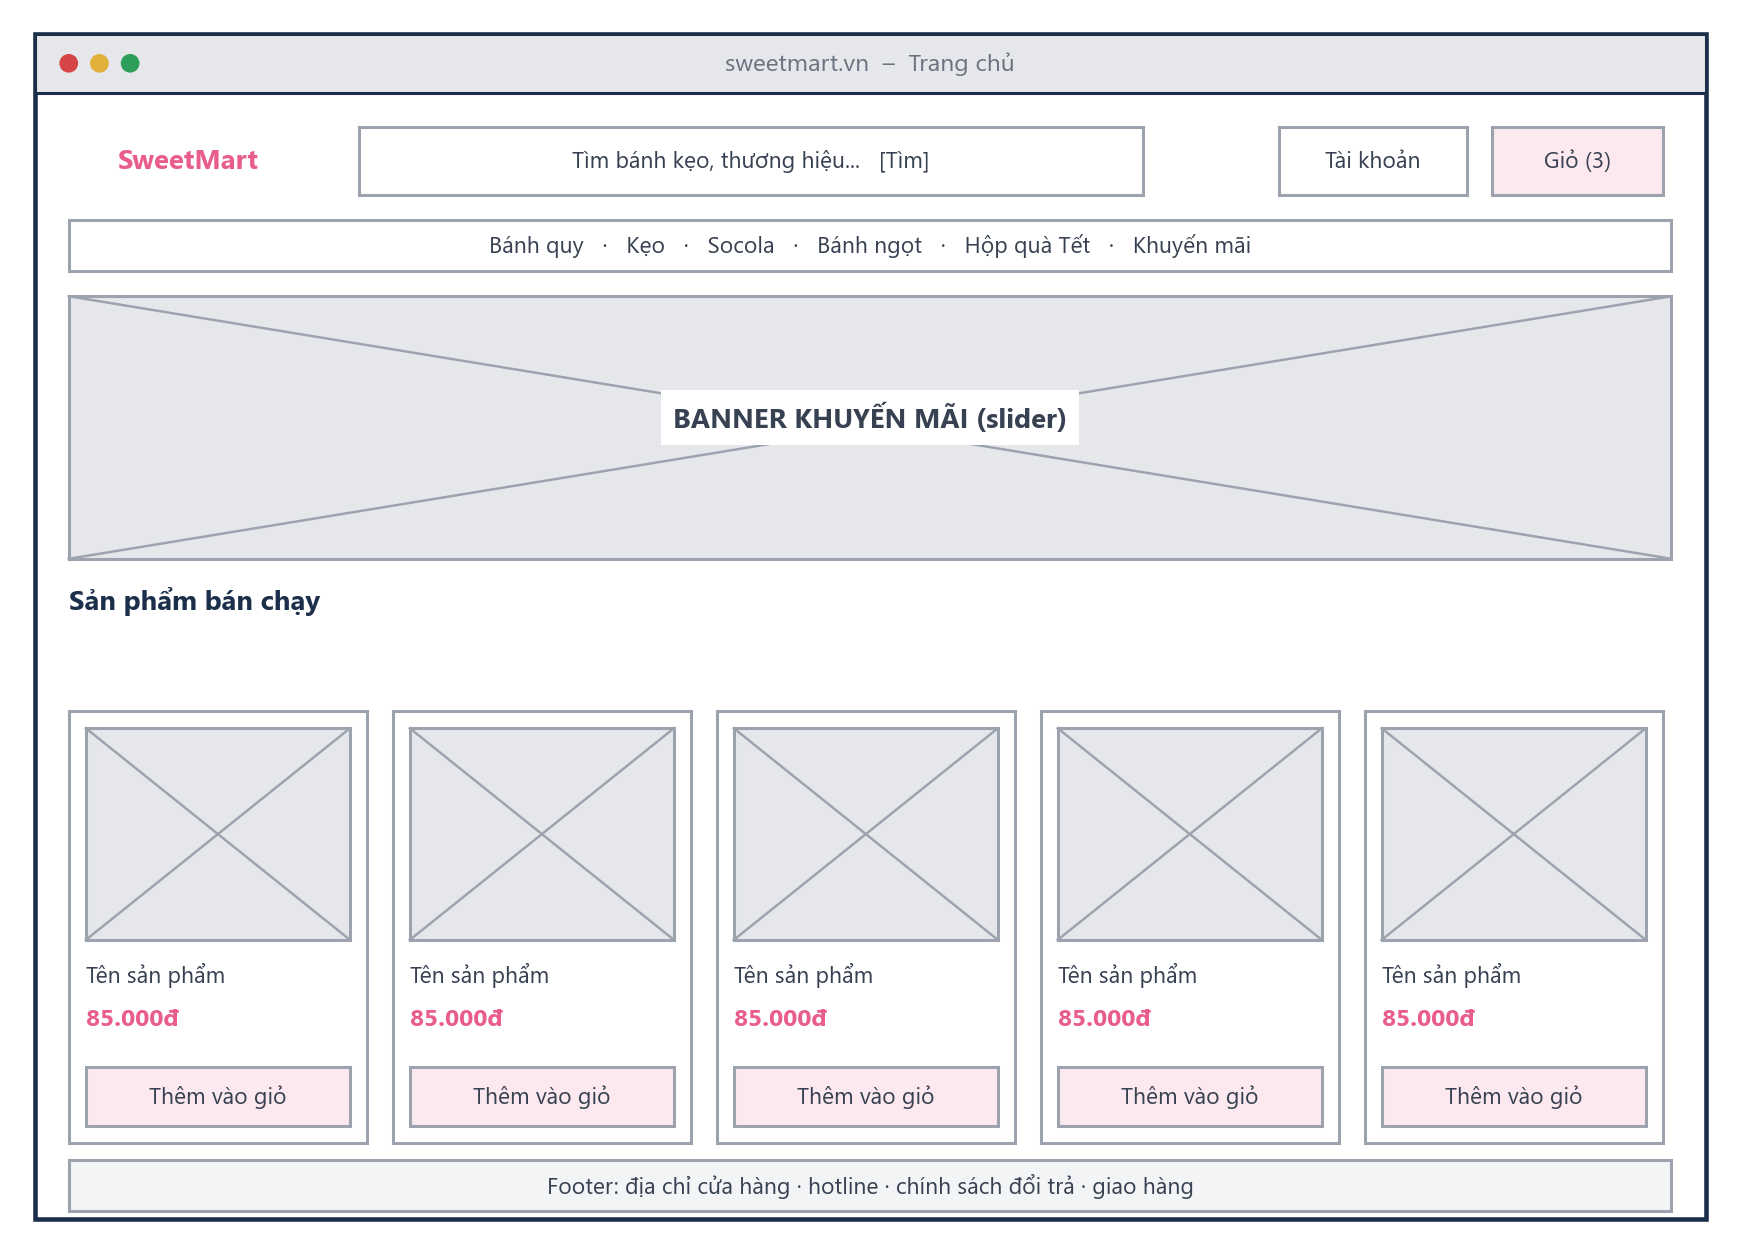 sweetmart.vn – Trang chủ
SweetMart
Tìm bánh kẹo, thương hiệu... [Tìm]
Tài khoản
Giỏ (3)
Bánh quy · Kẹo · Socola · Bánh ngọt · Hộp quà Tết · Khuyến mãi
BANNER KHUYẾN MÃI (slider)
Sản phẩm bán chạy
Tên sản phẩm
85.000đ
Thêm vào giỏ
Tên sản phẩm
85.000đ
Thêm vào giỏ
Tên sản phẩm
85.000đ
Thêm vào giỏ
Tên sản phẩm
85.000đ
Thêm vào giỏ
Tên sản phẩm
85.000đ
Thêm vào giỏ
Footer: địa chỉ cửa hàng · hotline · chính sách đổi trả · giao hàng